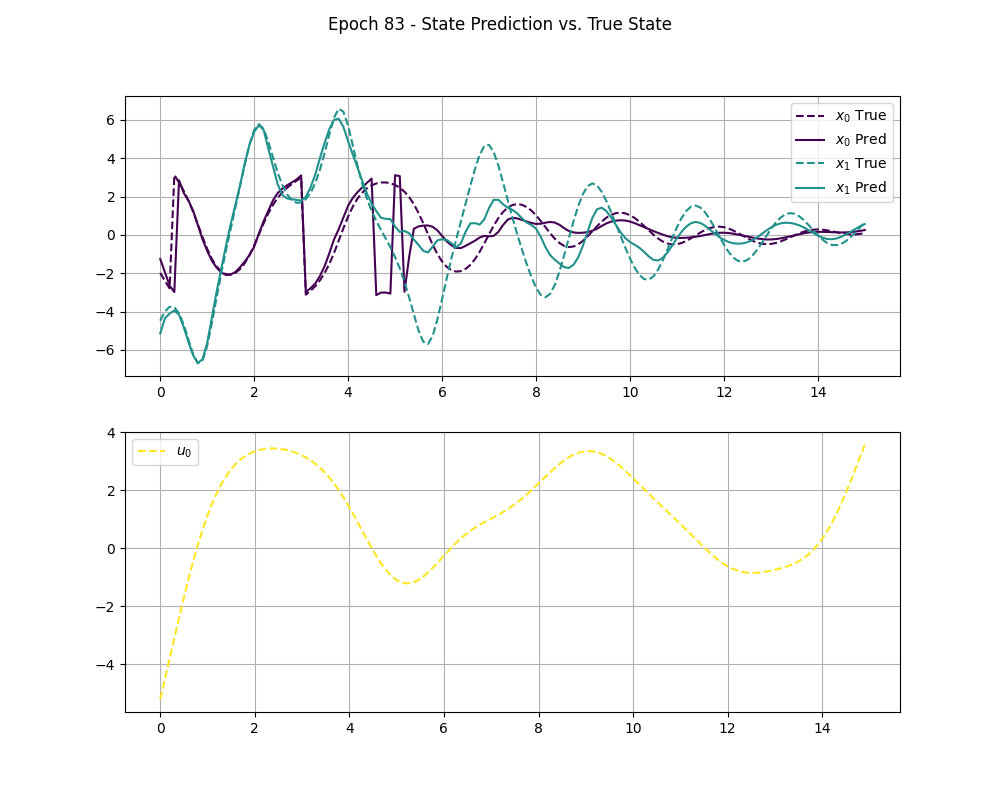 Epoch 83 - State Prediction vs. True State
6
4
2
0
−2
−4
−6
x₀ True
x₀ Pred
x₁ True
x₁ Pred
0 2 4 6 8 10 12 14
4
2
0
−2
−4
u₀
0 2 4 6 8 10 12 14